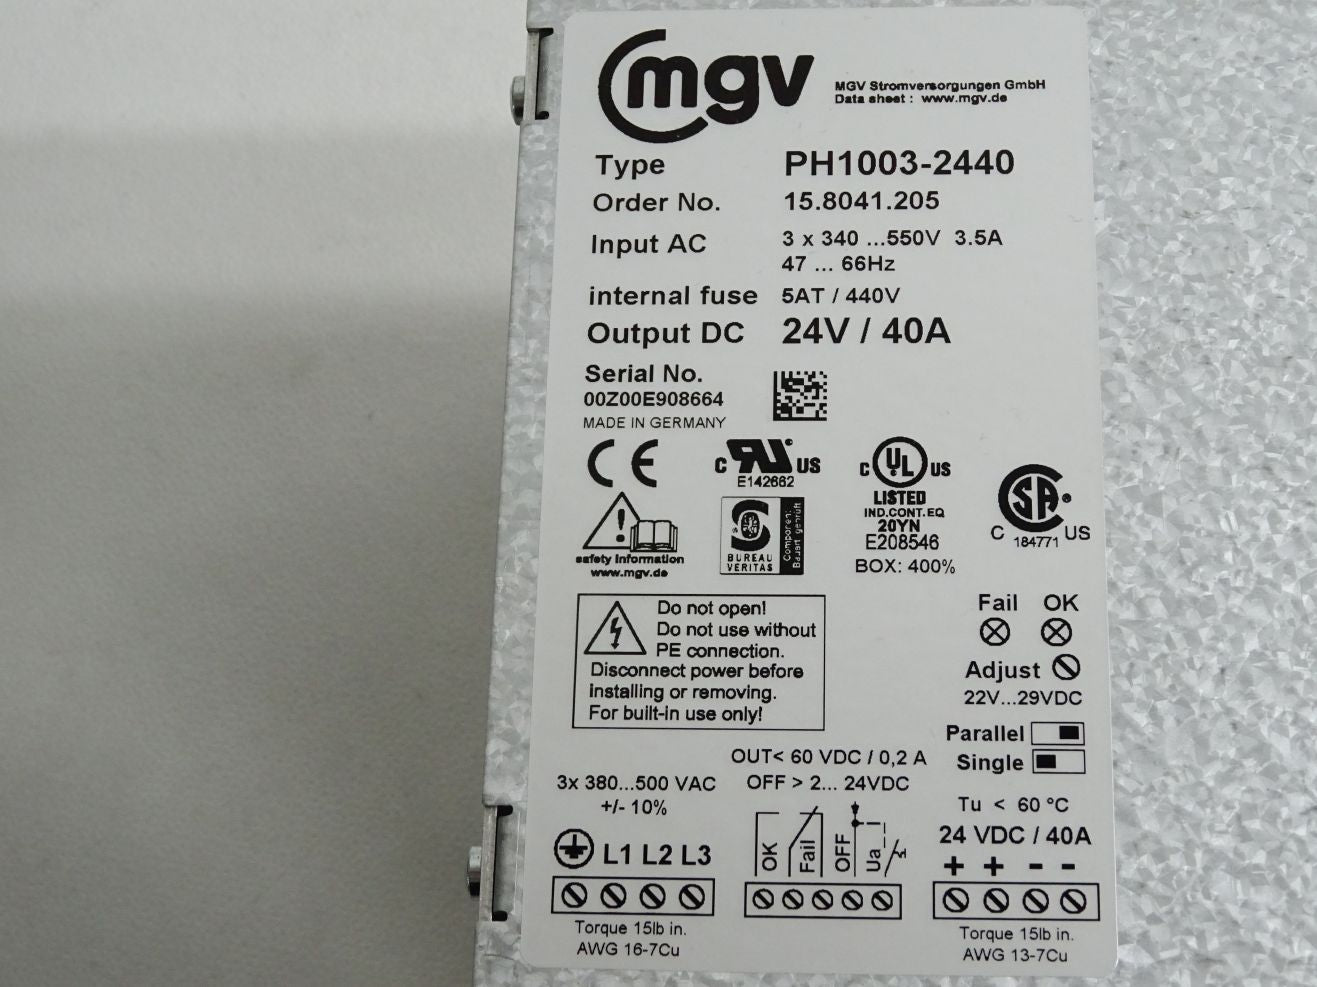 mgv
MGV Stromversorgungen GmbH
Data sheet : www.mgv.de
Type PH1003-2440
Order No. 15.8041.205
Input AC 3 x 340 ...550V 3.5A
47 ... 66Hz
internal fuse 5AT / 440V
Output DC 24V / 40A
Serial No.
00Z00E908664
MADE IN GERMANY
CE
c RU US
E142662
c UL US
LISTED
IND.CONT.EQ
20YN
E208546
BOX: 400%
C SA US
184771
safety information
www.mgv.de
BUREAU
VERITAS
Component
Bauart geprüft
Do not open!
Do not use without
PE connection.
Disconnect power before
installing or removing.
For built-in use only!
Fail OK
Adjust
22V...29VDC
Parallel
Single
Tu < 60 °C
24 VDC / 40A
+ + - -
OUT< 60 VDC / 0,2 A
OFF > 2... 24VDC
3x 380...500 VAC
+/- 10%
L1 L2 L3
OK
Fail
OFF
Ua
Torque 15lb in.
AWG 16-7Cu
Torque 15lb in.
AWG 13-7Cu